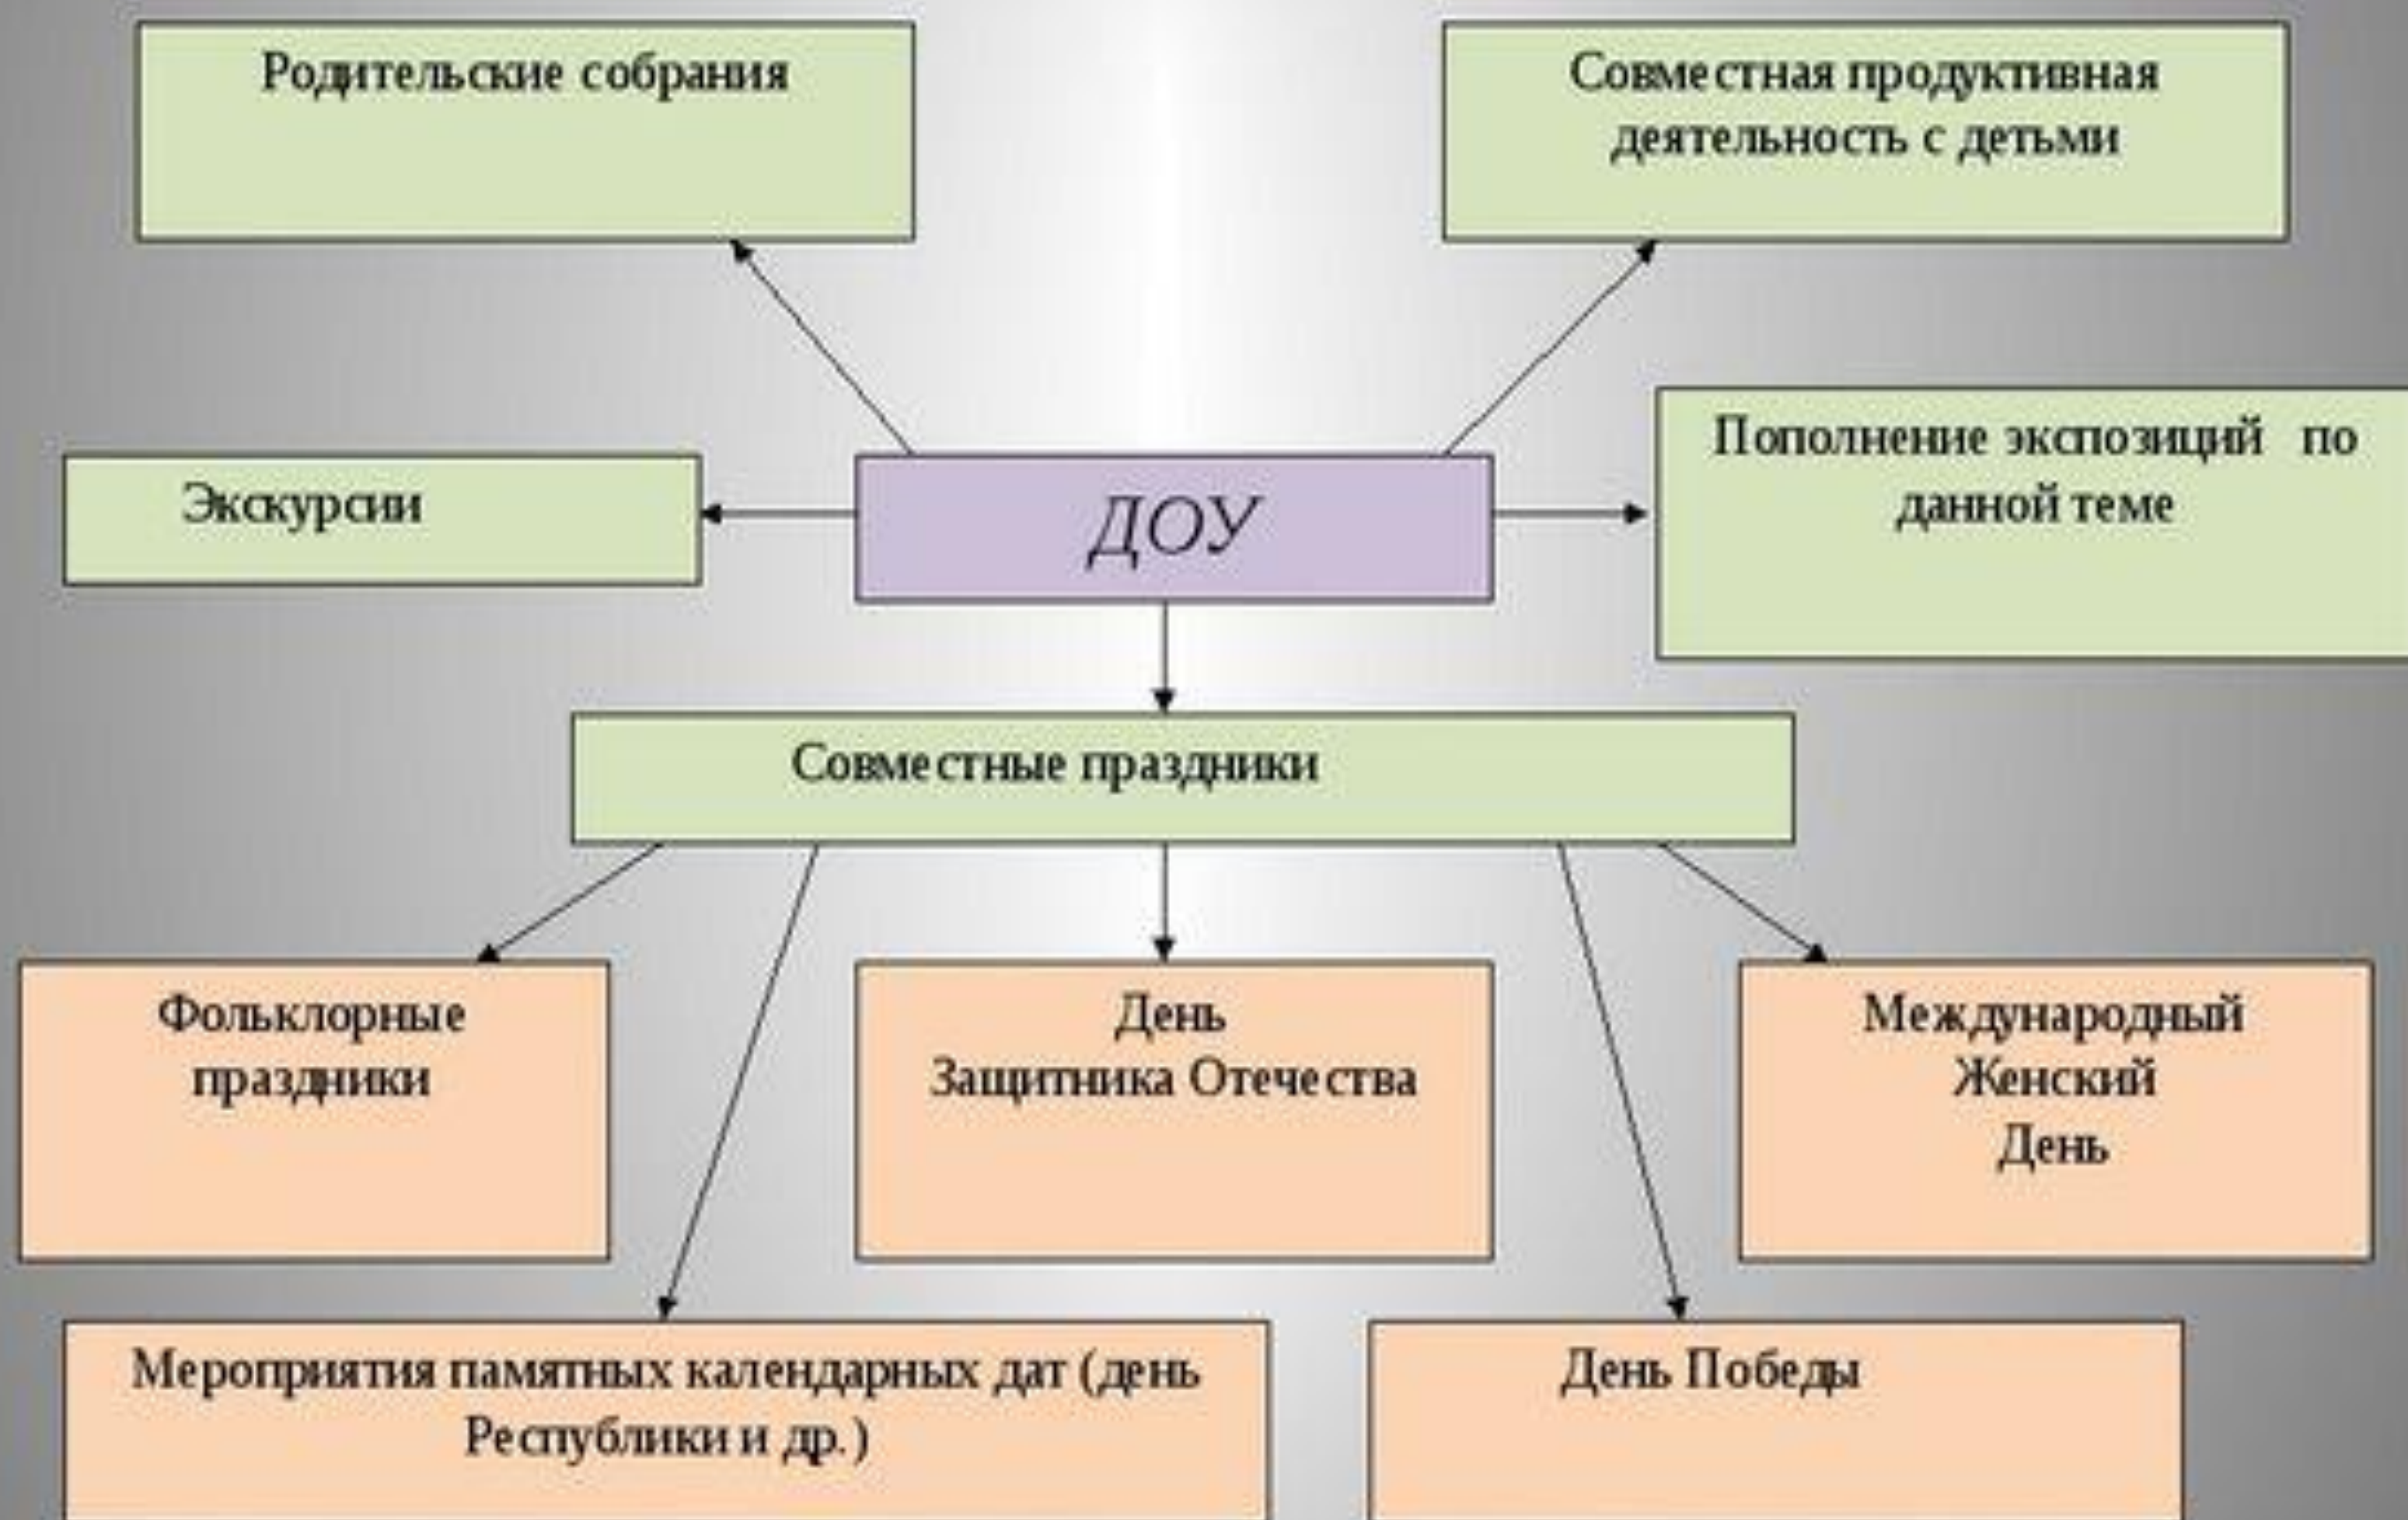 Родительские собрания
Совместная продуктивная
деятельность с детьми
Экскурсии
ДОУ
Пополнение экспозиций по
данной теме
Совместные праздники
Фольклорные
праздники
День
Защитника Отечества
Международный
Женский
День
Мероприятия памятных календарных дат (день
Республики и др.)
День Победы